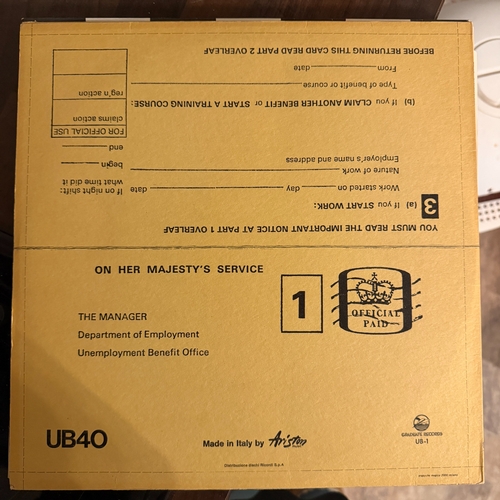 BEFORE RETURNING THIS CARD READ PART 2 OVERLEAF
From date
Type of benefit or course
(b) If you CLAIM ANOTHER BENEFIT or START A TRAINING COURSE:
reg'n action
claims action
FOR OFFICIAL USE
end
begin
If on night shift:
what time did it
Employer's name and address
Nature of work
Work started on day date
3 (a) If you START WORK:
YOU MUST READ THE IMPORTANT NOTICE AT PART 1 OVERLEAF
ON HER MAJESTY'S SERVICE
1
OFFICIAL
PAID
THE MANAGER
Department of Employment
Unemployment Benefit Office
UB40
Made in Italy by Ariston
Distribuzione Dischi Ricordi S.p.A
GRADUATE RECORDS
US-1